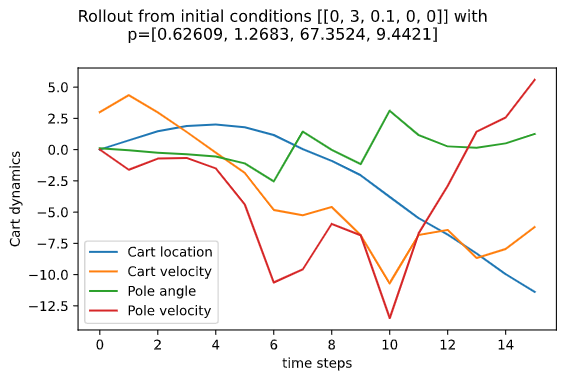 Rollout from initial conditions [[0, 3, 0.1, 0, 0]] with
p=[0.62609, 1.2683, 67.3524, 9.4421]
5.0
2.5
0.0
−2.5
−5.0
−7.5
−10.0
−12.5
Cart dynamics
Cart location
Cart velocity
Pole angle
Pole velocity
0 2 4 6 8 10 12 14
time steps